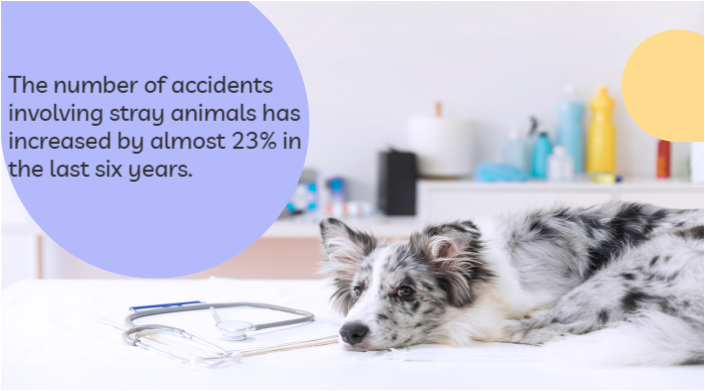 The number of accidents
involving stray animals has
increased by almost 23% in
the last six years.